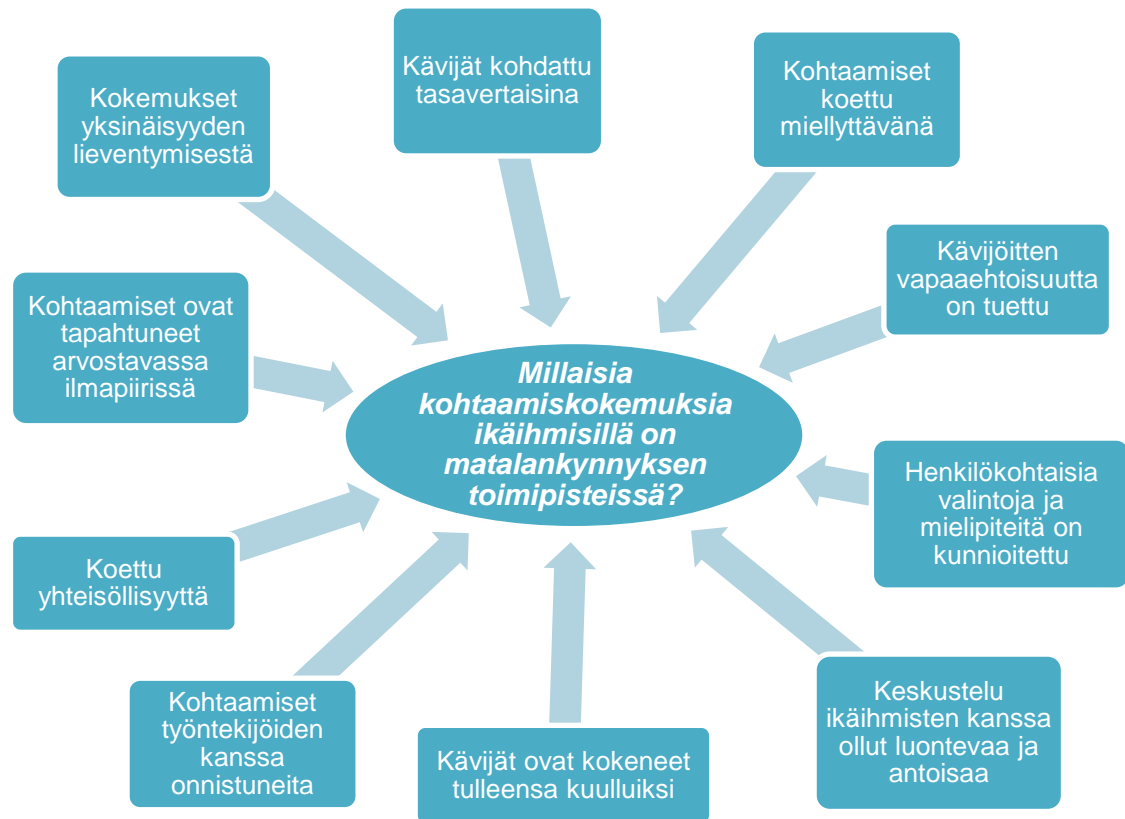 Kävijät kohdattu
tasavertaisina
Kohtaamiset
koettu
miellyttävänä
Kävijöitten
vapaaehtoisuutta
on tuettu
Henkilökohtaisia
valintoja ja
mielipiteitä on
kunnioitettu
Keskustelu
ikäihmisten kanssa
ollut luontevaa ja
antoisaa
Kävijät ovat kokeneet
tulleensa kuulluiksi
Kohtaamiset
työntekijöiden
kanssa
onnistuneita
Koettu
yhteisöllisyyttä
Kohtaamiset ovat
tapahtuneet
arvostavassa
ilmapiirissä
Kokemukset
yksinäisyyden
lieventymisestä
Millaisia
kohtaamiskokemuksia
ikäihmisillä on
matalankynnyksen
toimipisteissä?